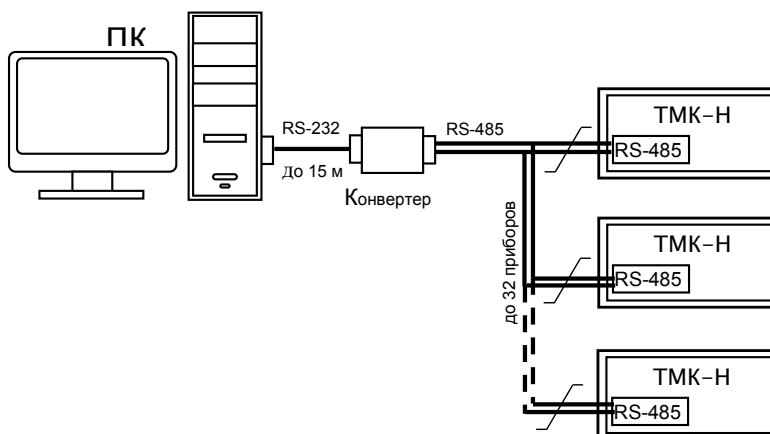 ПК
RS-232
До 15 м
Конвертер
RS-485
до 32 приборов
ТМК–Н
RS-485
ТМК–Н
RS-485
ТМК–Н
RS-485